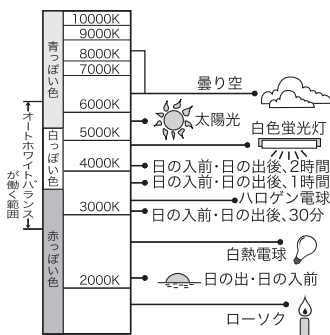 10000K
9000K
8000K
7000K
6000K
5000K
4000K
3000K
2000K
青っぽい色
白っぽい色
赤っぽい色
オートホワイトバランス
が働く範囲
曇り空
太陽光
白色蛍光灯
日の入前・日の出後、2時間
日の入前・日の出後、1時間
ハロゲン電球
日の入前・日の出後、30分
白熱電球
日の出・日の入前
ローソク